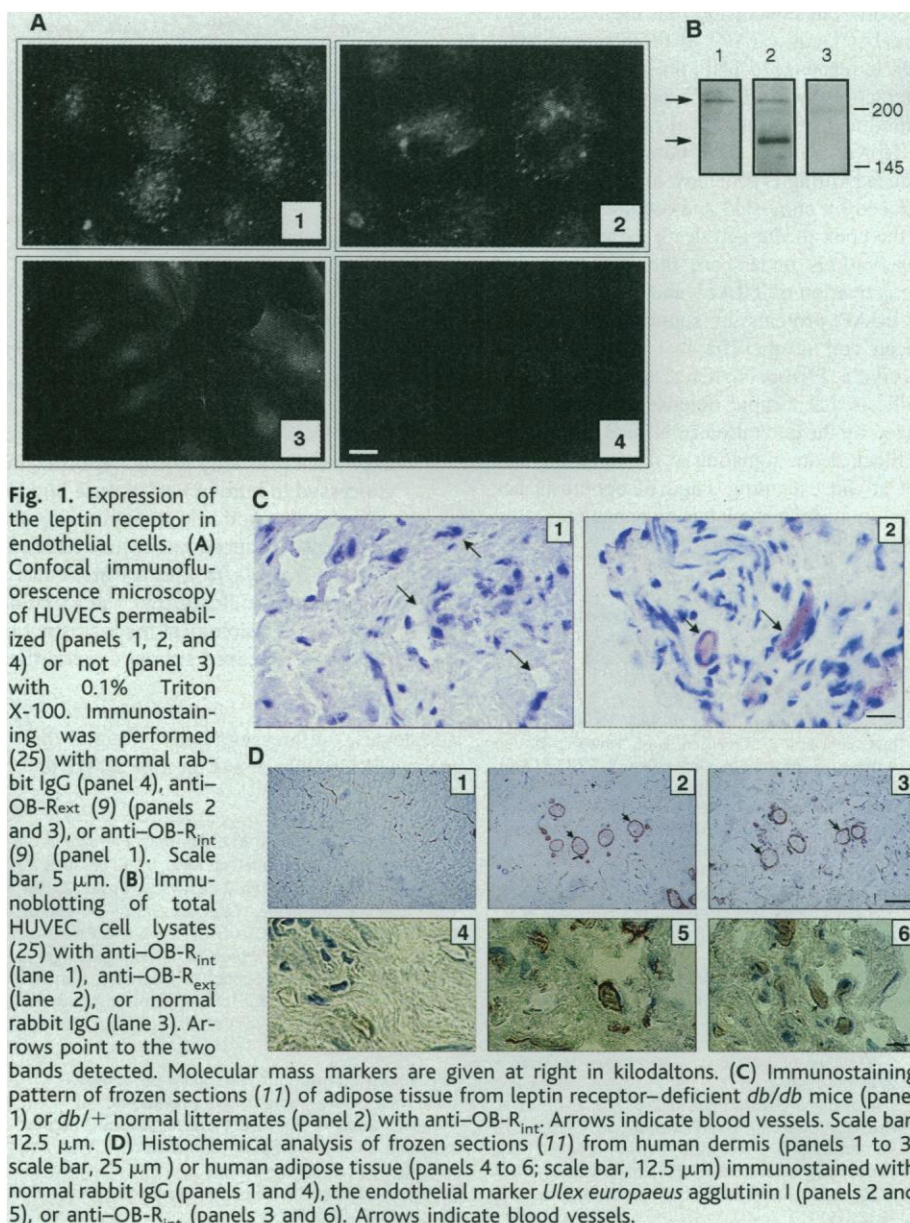 A
B
1
2
3
200
145
1
2
3
4
C
1
2
D
1
2
3
4
5
6
Fig. 1. Expression of
the leptin receptor in
endothelial cells. (A)
Confocal immunoflu-
orescence microscopy
of HUVECs permeabil-
ized (panels 1, 2, and
4) or not (panel 3)
with 0.1% Triton
X-100. Immunostain-
ing was performed
(25) with normal rab-
bit IgG (panel 4), anti-
OB-Rext (9) (panels 2
and 3), or anti–OB-Rint
(9) (panel 1). Scale
bar, 5 μm. (B) Immu-
noblotting of total
HUVEC cell lysates
(25) with anti–OB-Rint
(lane 1), anti–OB-Rext
(lane 2), or normal
rabbit IgG (lane 3). Ar-
rows point to the two
bands detected. Molecular mass markers are given at right in kilodaltons. (C) Immunostaining
pattern of frozen sections (11) of adipose tissue from leptin receptor–deficient db/db mice (pane
1) or db/+ normal littermates (panel 2) with anti–OB-Rint. Arrows indicate blood vessels. Scale bar
12.5 μm. (D) Histochemical analysis of frozen sections (11) from human dermis (panels 1 to 3
scale bar, 25 μm ) or human adipose tissue (panels 4 to 6; scale bar, 12.5 μm) immunostained with
normal rabbit IgG (panels 1 and 4), the endothelial marker Ulex europaeus agglutinin I (panels 2 and
5), or anti–OB-Rint (panels 3 and 6). Arrows indicate blood vessels.